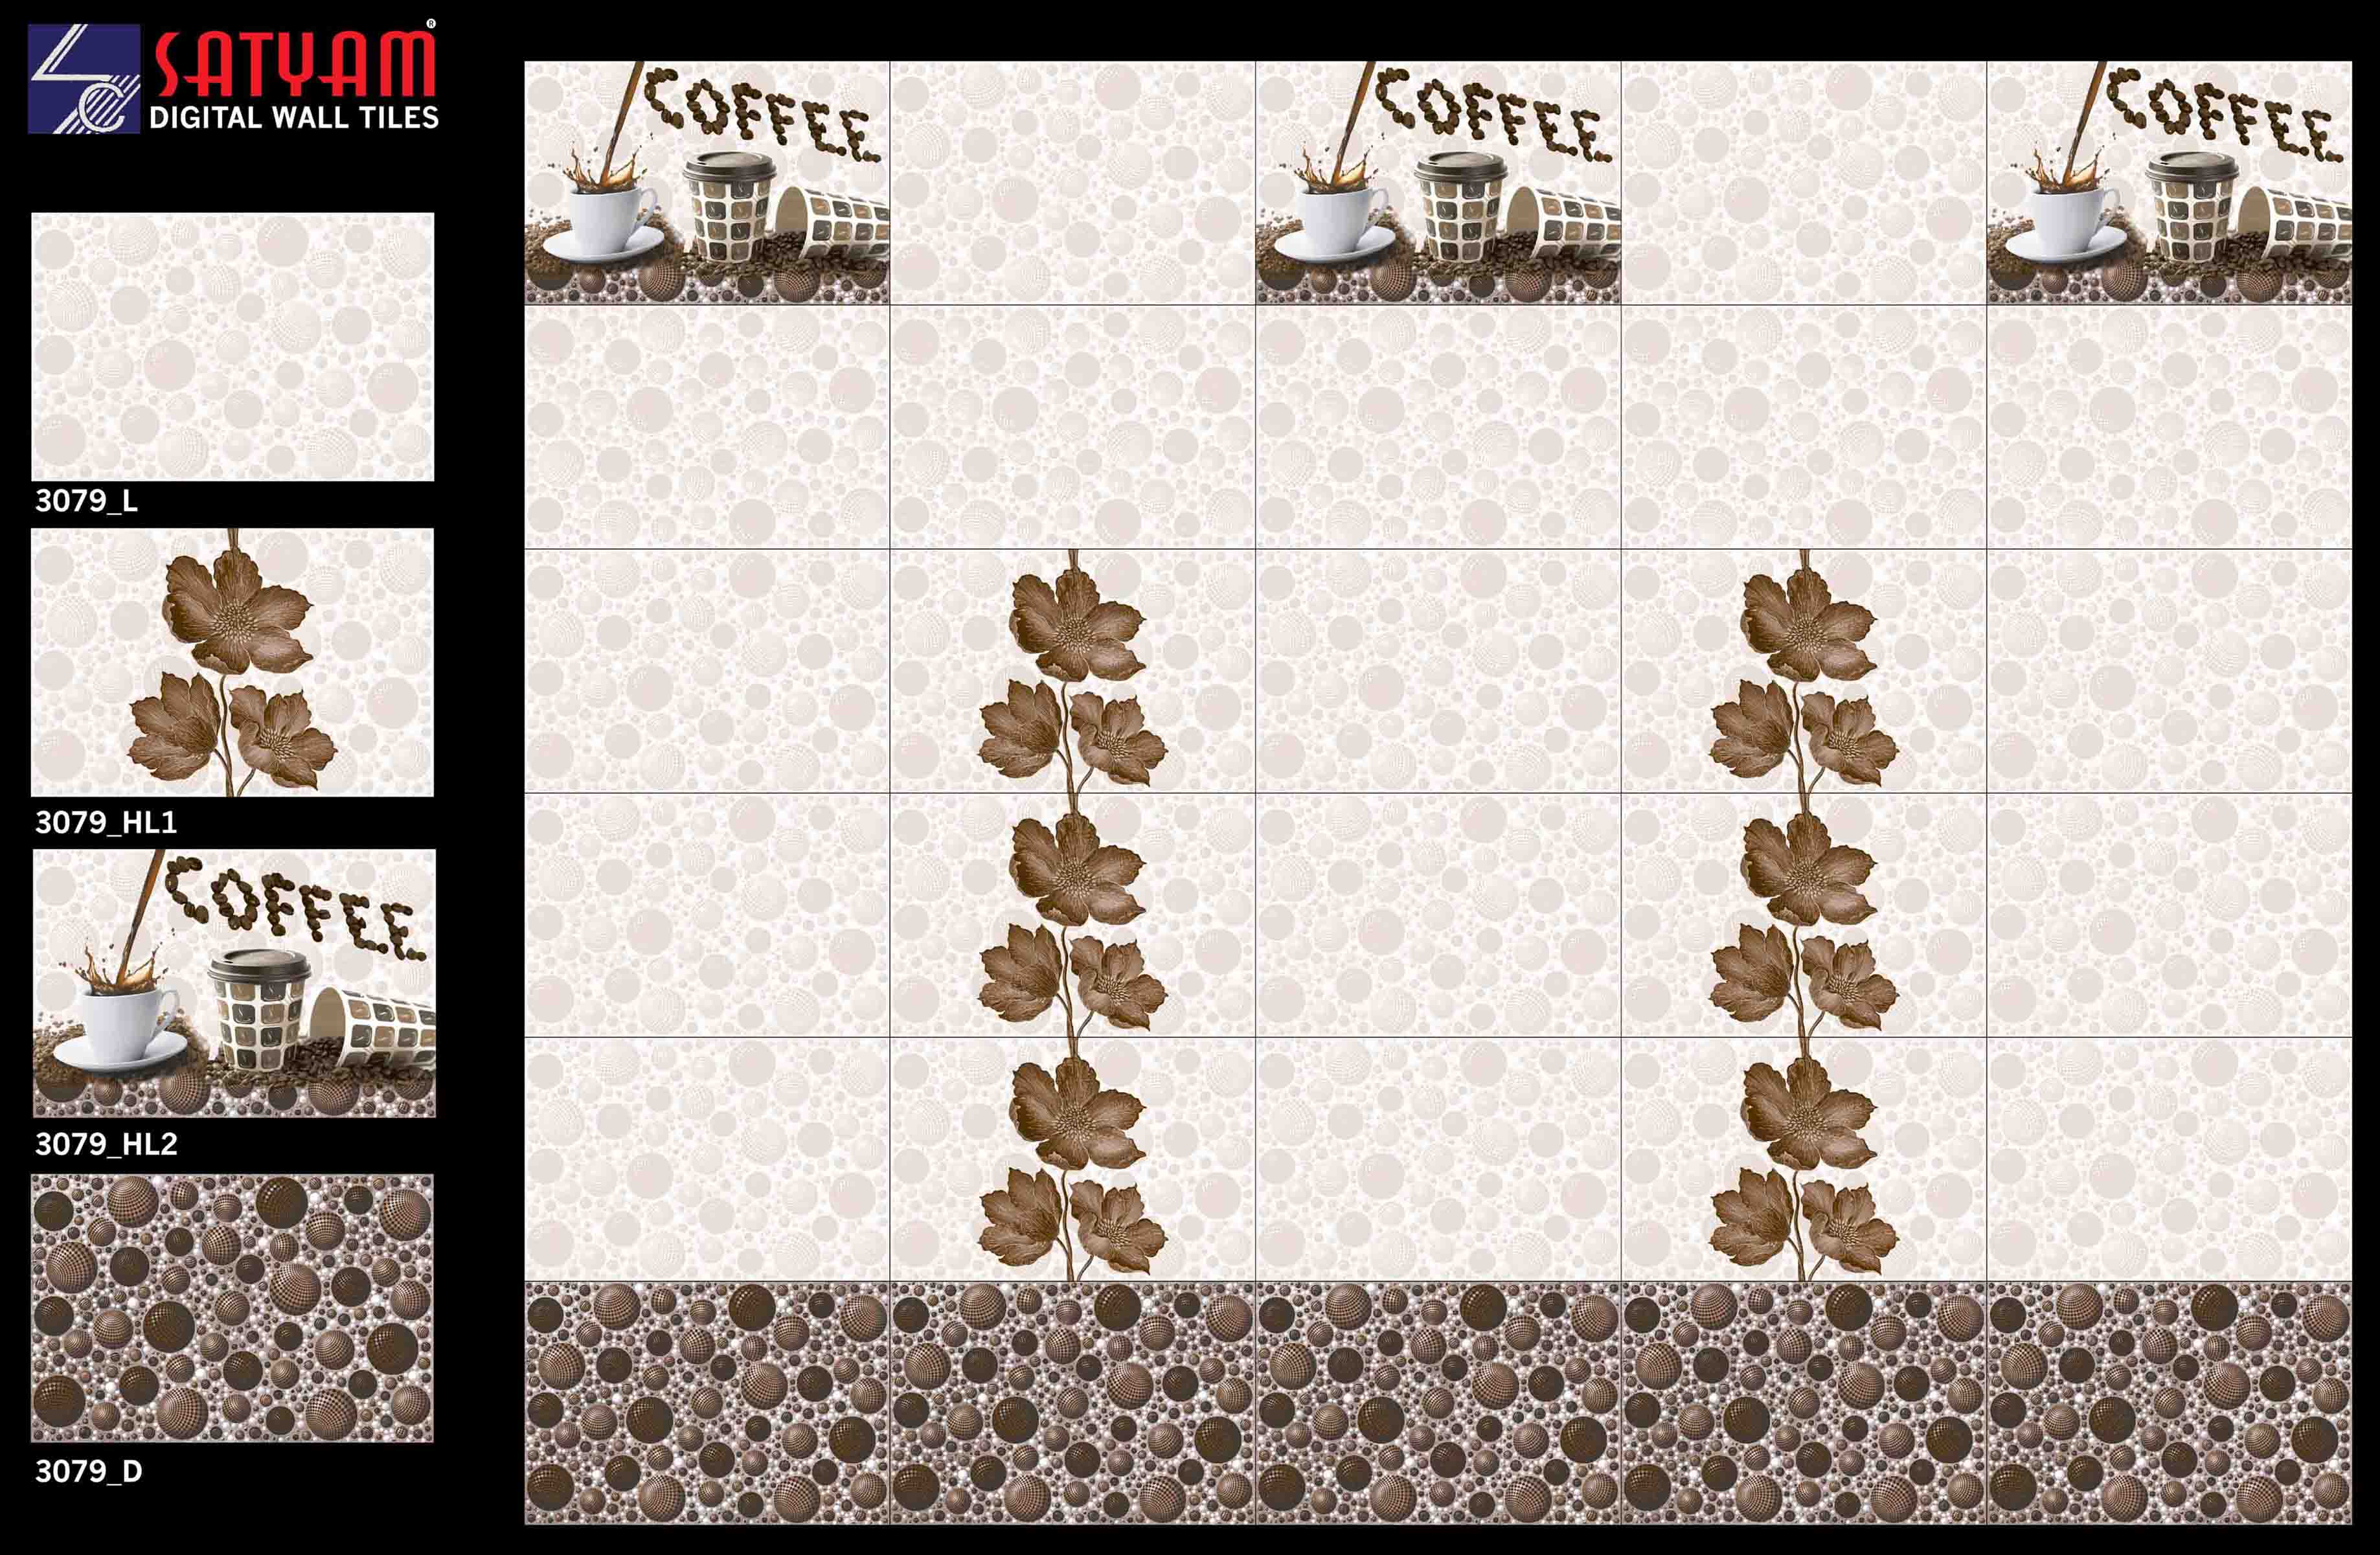 SATYAM®
DIGITAL WALL TILES
3079_L
3079_HL1
COFFEE
3079_HL2
3079_D
COFFEE
COFFEE
COFFEE